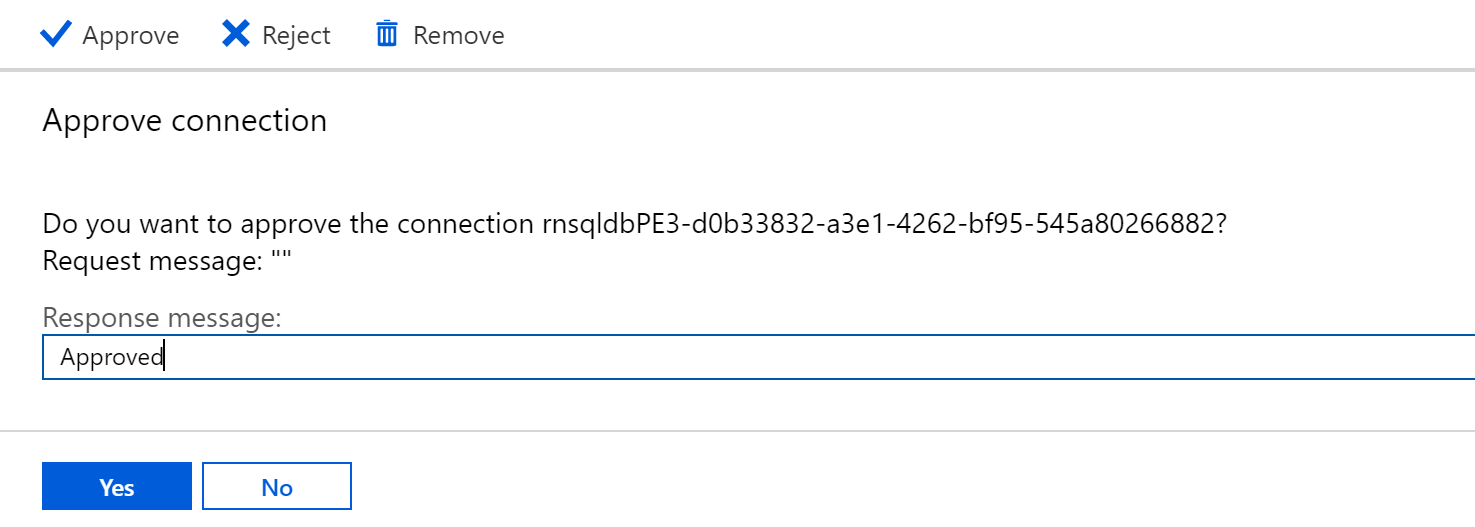 Approve Reject Remove
Approve connection
Do you want to approve the connection rnsqldbPE3-d0b33832-a3e1-4262-bf95-545a80266882?
Request message: ""
Response message:
Approved
Yes No